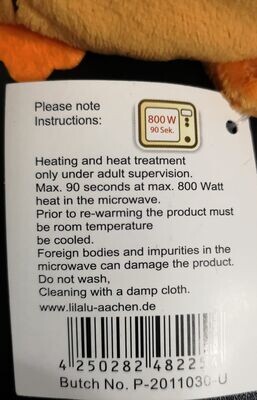 Please note
Instructions:
800 W
90 Sek.
Heating and heat treatment
only under adult supervision.
Max. 90 seconds at max. 800 Watt
heat in the microwave.
Prior to re-warming the product must
be room temperature
be cooled.
Foreign bodies and impurities in the
microwave can damage the product.
Do not wash,
Cleaning with a damp cloth.
www.lilalu-aachen.de
4 250282 48225
Butch No. P-2011030-U